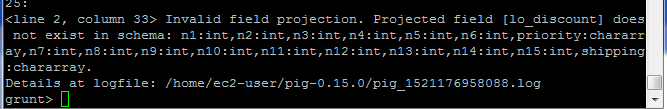 25:
<line 2, column 33> Invalid field projection. Projected field [lo_discount] does
 not exist in schema: n1:int,n2:int,n3:int,n4:int,n5:int,n6:int,priority:chararr
ay,n7:int,n8:int,n9:int,n10:int,n11:int,n12:int,n13:int,n14:int,n15:int,shipping
:chararray.
Details at logfile: /home/ec2-user/pig-0.15.0/pig_1521176958088.log
grunt>